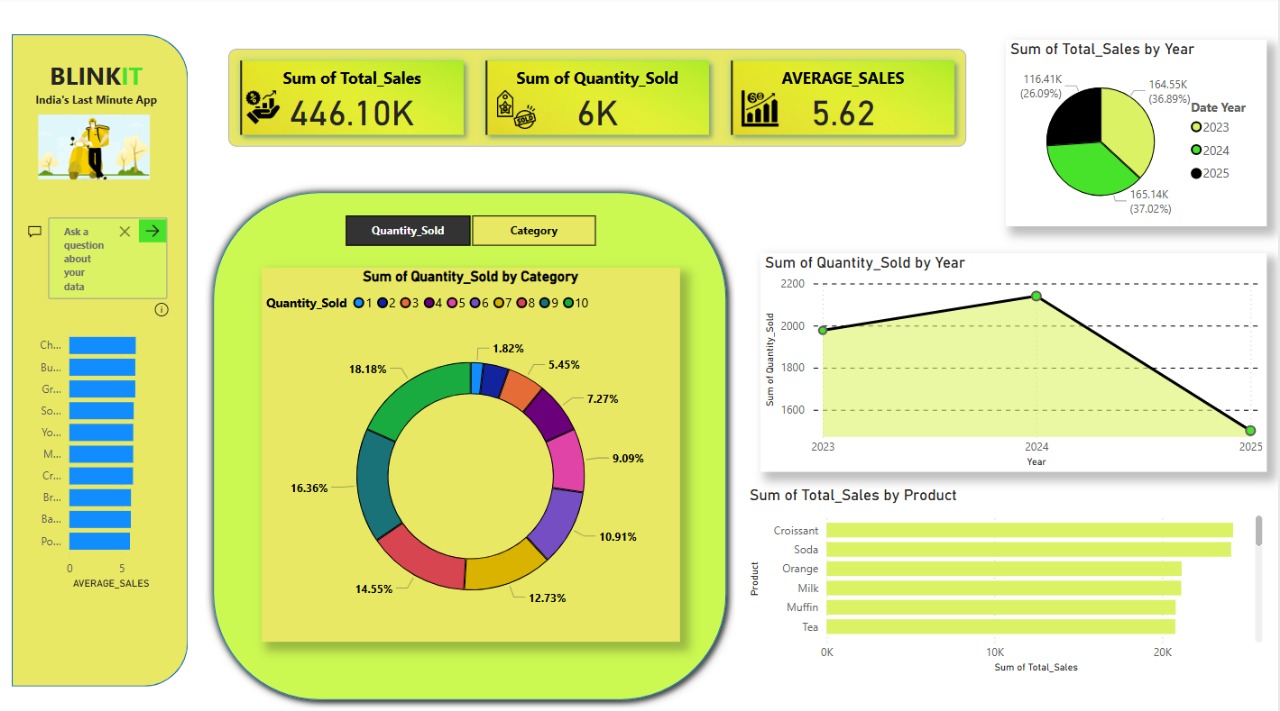 BLINKIT
India's Last Minute App
Ask a
question
about
your
data
Ch...
Bu...
Gr...
So...
Yo...
M...
Cr...
Br...
Ba...
Po...
0 5
AVERAGE_SALES
Sum of Total_Sales
446.10K
Sum of Quantity_Sold
SOLD
6K
AVERAGE_SALES
5.62
Quantity_Sold
Category
Sum of Quantity_Sold by Category
Quantity_Sold 1 2 3 4 5 6 7 8 9 10
1.82%
5.45%
7.27%
9.09%
10.91%
12.73%
14.55%
16.36%
18.18%
Sum of Total_Sales by Year
116.41K
(26.09%)
164.55K
(36.89%)
165.14K
(37.02%)
Date Year
2023
2024
2025
Sum of Quantity_Sold by Year
Sum of Quantity_Sold
2200
2000
1800
1600
2023 2024 2025
Year
Sum of Total_Sales by Product
Product
Croissant
Soda
Orange
Milk
Muffin
Tea
0K 10K 20K
Sum of Total_Sales